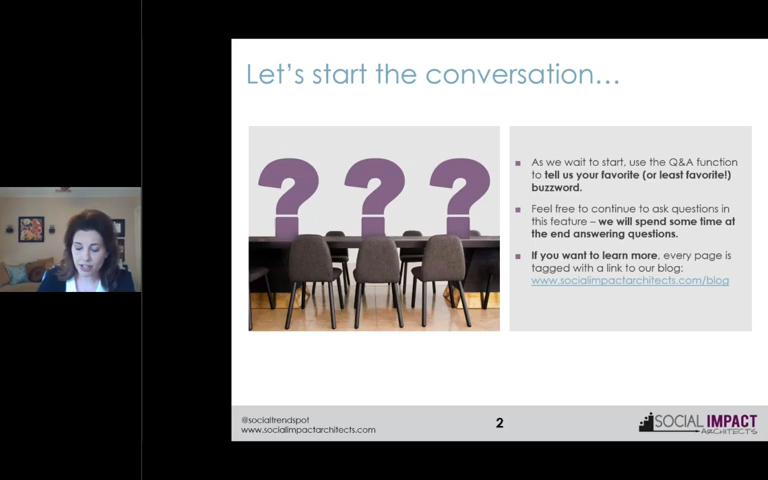 Let's start the conversation…
? ? ?
As we wait to start, use the Q&A function
to tell us your favorite (or least favorite!)
buzzword.
Feel free to continue to ask questions in
this feature – we will spend some time at
the end answering questions.
If you want to learn more, every page is
tagged with a link to our blog:
www.socialimpactarchitects.com/blog
@socialtrendspot
www.socialimpactarchitects.com
2
SOCIAL IMPACT
ARCHITECTS